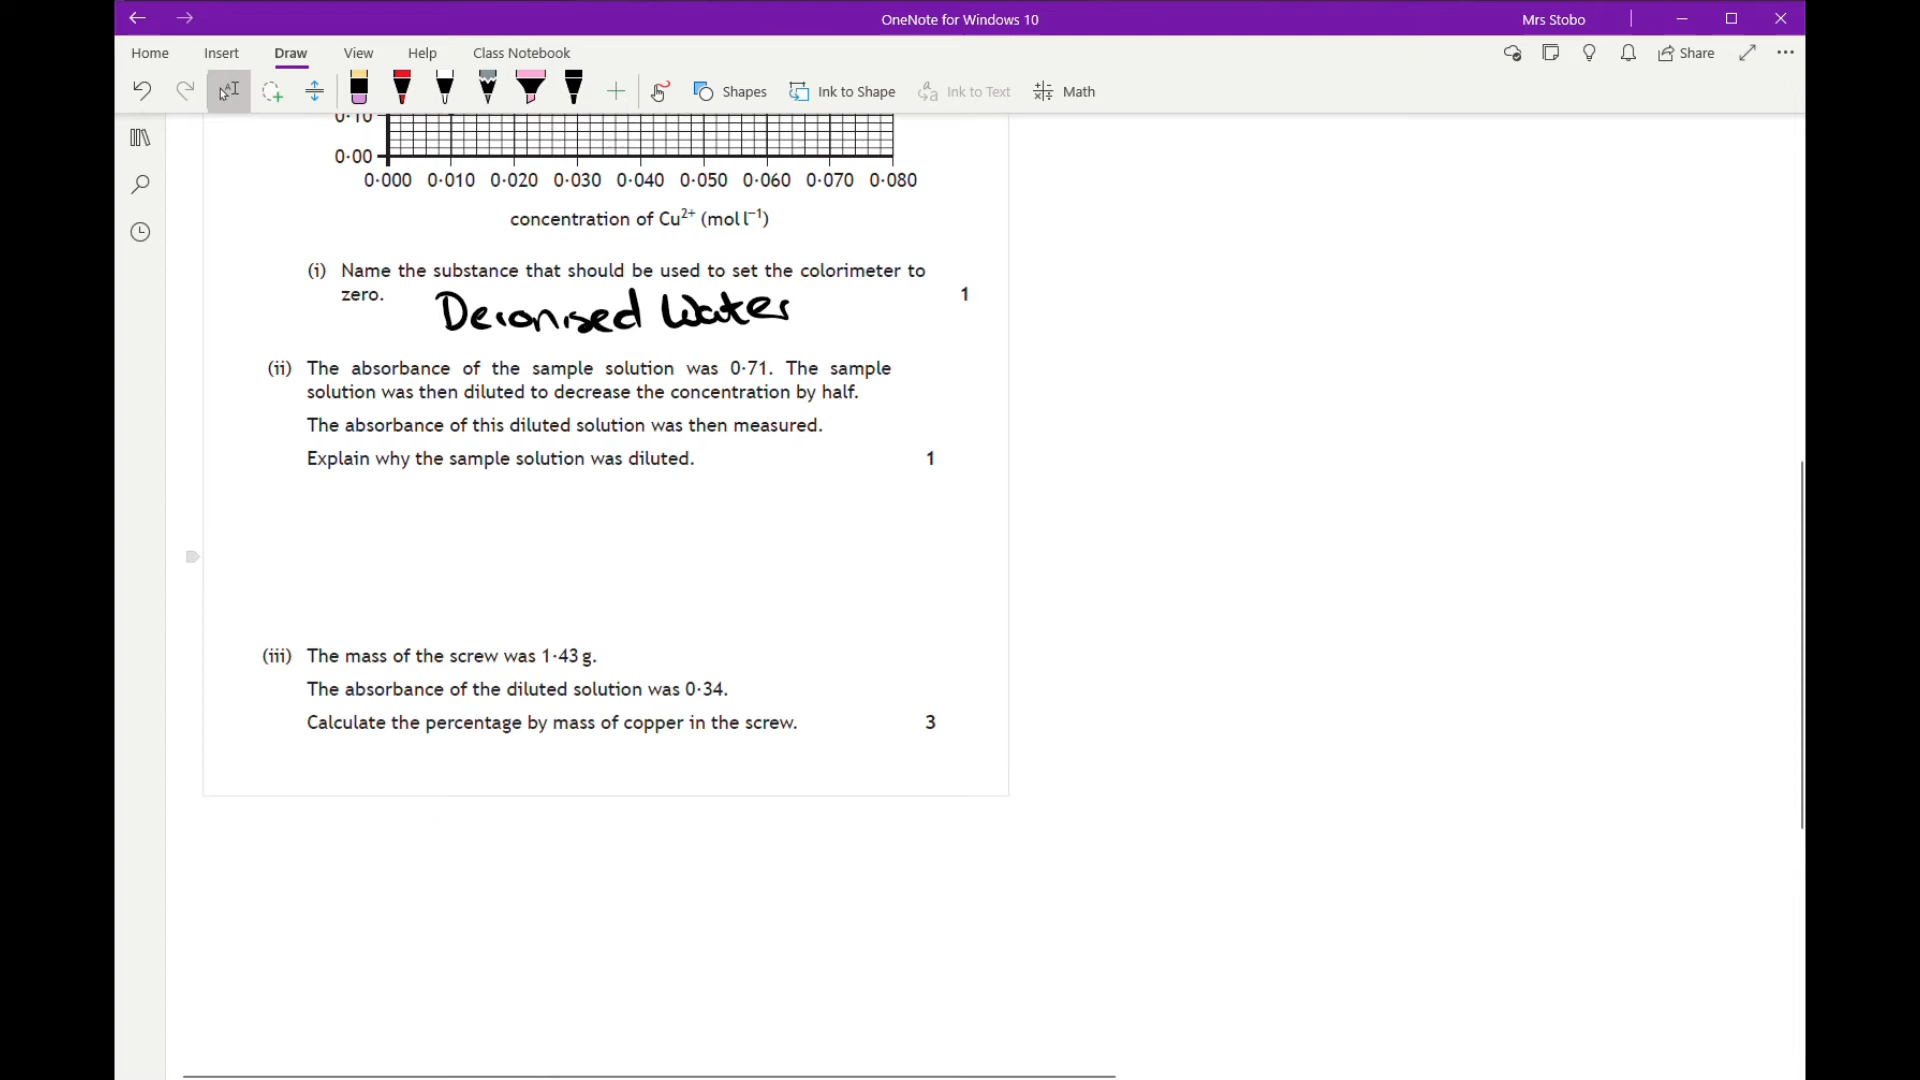 OneNote for Windows 10
Mrs Stobo
Home Insert Draw View Help Class Notebook
Share
Shapes Ink to Shape Ink to Text Math
0·10
0·00
0·000 0·010 0·020 0·030 0·040 0·050 0·060 0·070 0·080
concentration of Cu²⁺ (mol l⁻¹)
(i) Name the substance that should be used to set the colorimeter to
zero. 1
Deionised Water
(ii) The absorbance of the sample solution was 0·71. The sample
solution was then diluted to decrease the concentration by half.
The absorbance of this diluted solution was then measured.
Explain why the sample solution was diluted. 1
(iii) The mass of the screw was 1·43 g.
The absorbance of the diluted solution was 0·34.
Calculate the percentage by mass of copper in the screw. 3